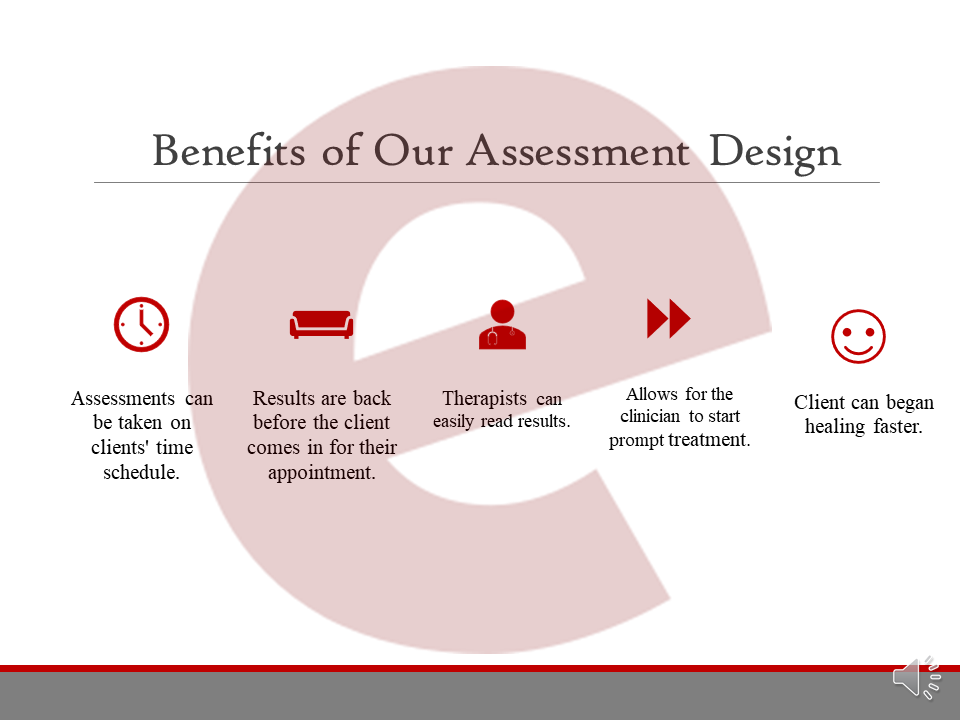 Benefits of Our Assessment Design
Assessments can
be taken on
clients' time
schedule.
Results are back
before the client
comes in for their
appointment.
Therapists can
easily read results.
Allows for the
clinician to start
prompt treatment.
Client can began
healing faster.
e